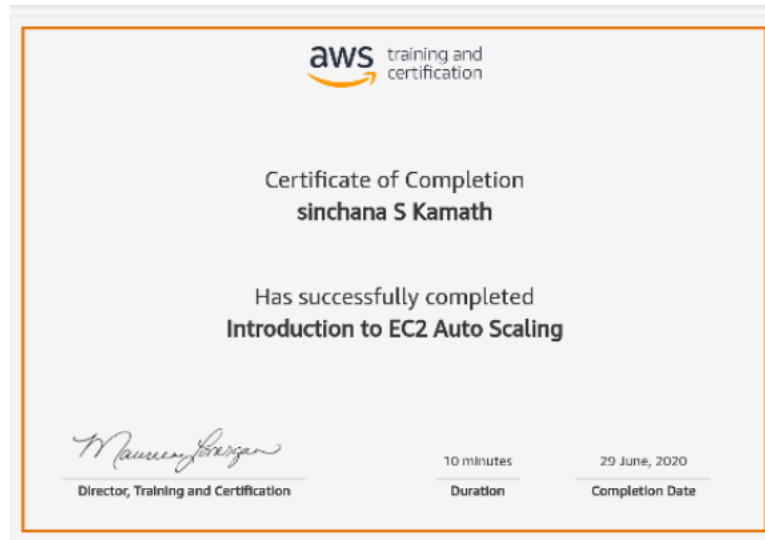 aws training and
certification
Certificate of Completion
sinchana S Kamath
Has successfully completed
Introduction to EC2 Auto Scaling
10 minutes
29 June, 2020
Director, Training and Certification
Duration
Completion Date